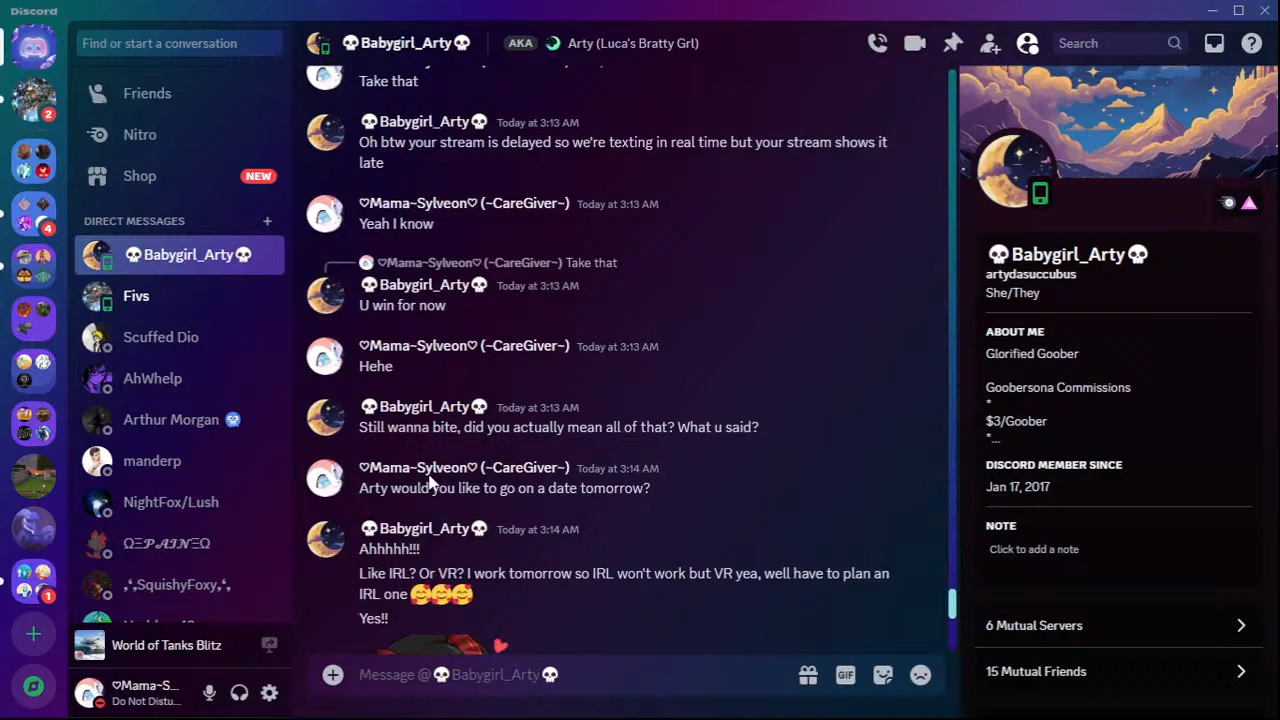 Discord
Find or start a conversation
💀Babygirl_Arty💀
AKA
Arty (Luca's Bratty Grl)
Search
2
4
1
Friends
Nitro
Shop
NEW
DIRECT MESSAGES
💀Babygirl_Arty💀
Fivs
Scuffed Dio
AhWhelp
Arthur Morgan
manderp
NightFox/Lush
ΩΞ𝓟𝓐𝓘𝓝ΞΩ
,❛,SquishyFoxy,❛,
World of Tanks Blitz
♡Mama~S...
Do Not Distu...
Take that
💀Babygirl_Arty💀 Today at 3:13 AM
Oh btw your stream is delayed so we're texting in real time but your stream shows it
late
♡Mama~Sylveon♡ (~CareGiver~) Today at 3:13 AM
Yeah I know
♡Mama~Sylveon♡ (~CareGiver~) Take that
💀Babygirl_Arty💀 Today at 3:13 AM
U win for now
♡Mama~Sylveon♡ (~CareGiver~) Today at 3:13 AM
Hehe
💀Babygirl_Arty💀 Today at 3:13 AM
Still wanna bite, did you actually mean all of that? What u said?
♡Mama~Sylveon♡ (~CareGiver~) Today at 3:14 AM
Arty would you like to go on a date tomorrow?
💀Babygirl_Arty💀 Today at 3:14 AM
Ahhhhh!!!
Like IRL? Or VR? I work tomorrow so IRL won't work but VR yea, well have to plan an
IRL one 🥰🥰🥰
Yes!!
Message @💀Babygirl_Arty💀
GIF
💀Babygirl_Arty💀
artydasuccubus
She/They
ABOUT ME
Glorified Goober
Goobersona Commissions
*
$3/Goober
*...
DISCORD MEMBER SINCE
Jan 17, 2017
NOTE
Click to add a note
6 Mutual Servers
15 Mutual Friends